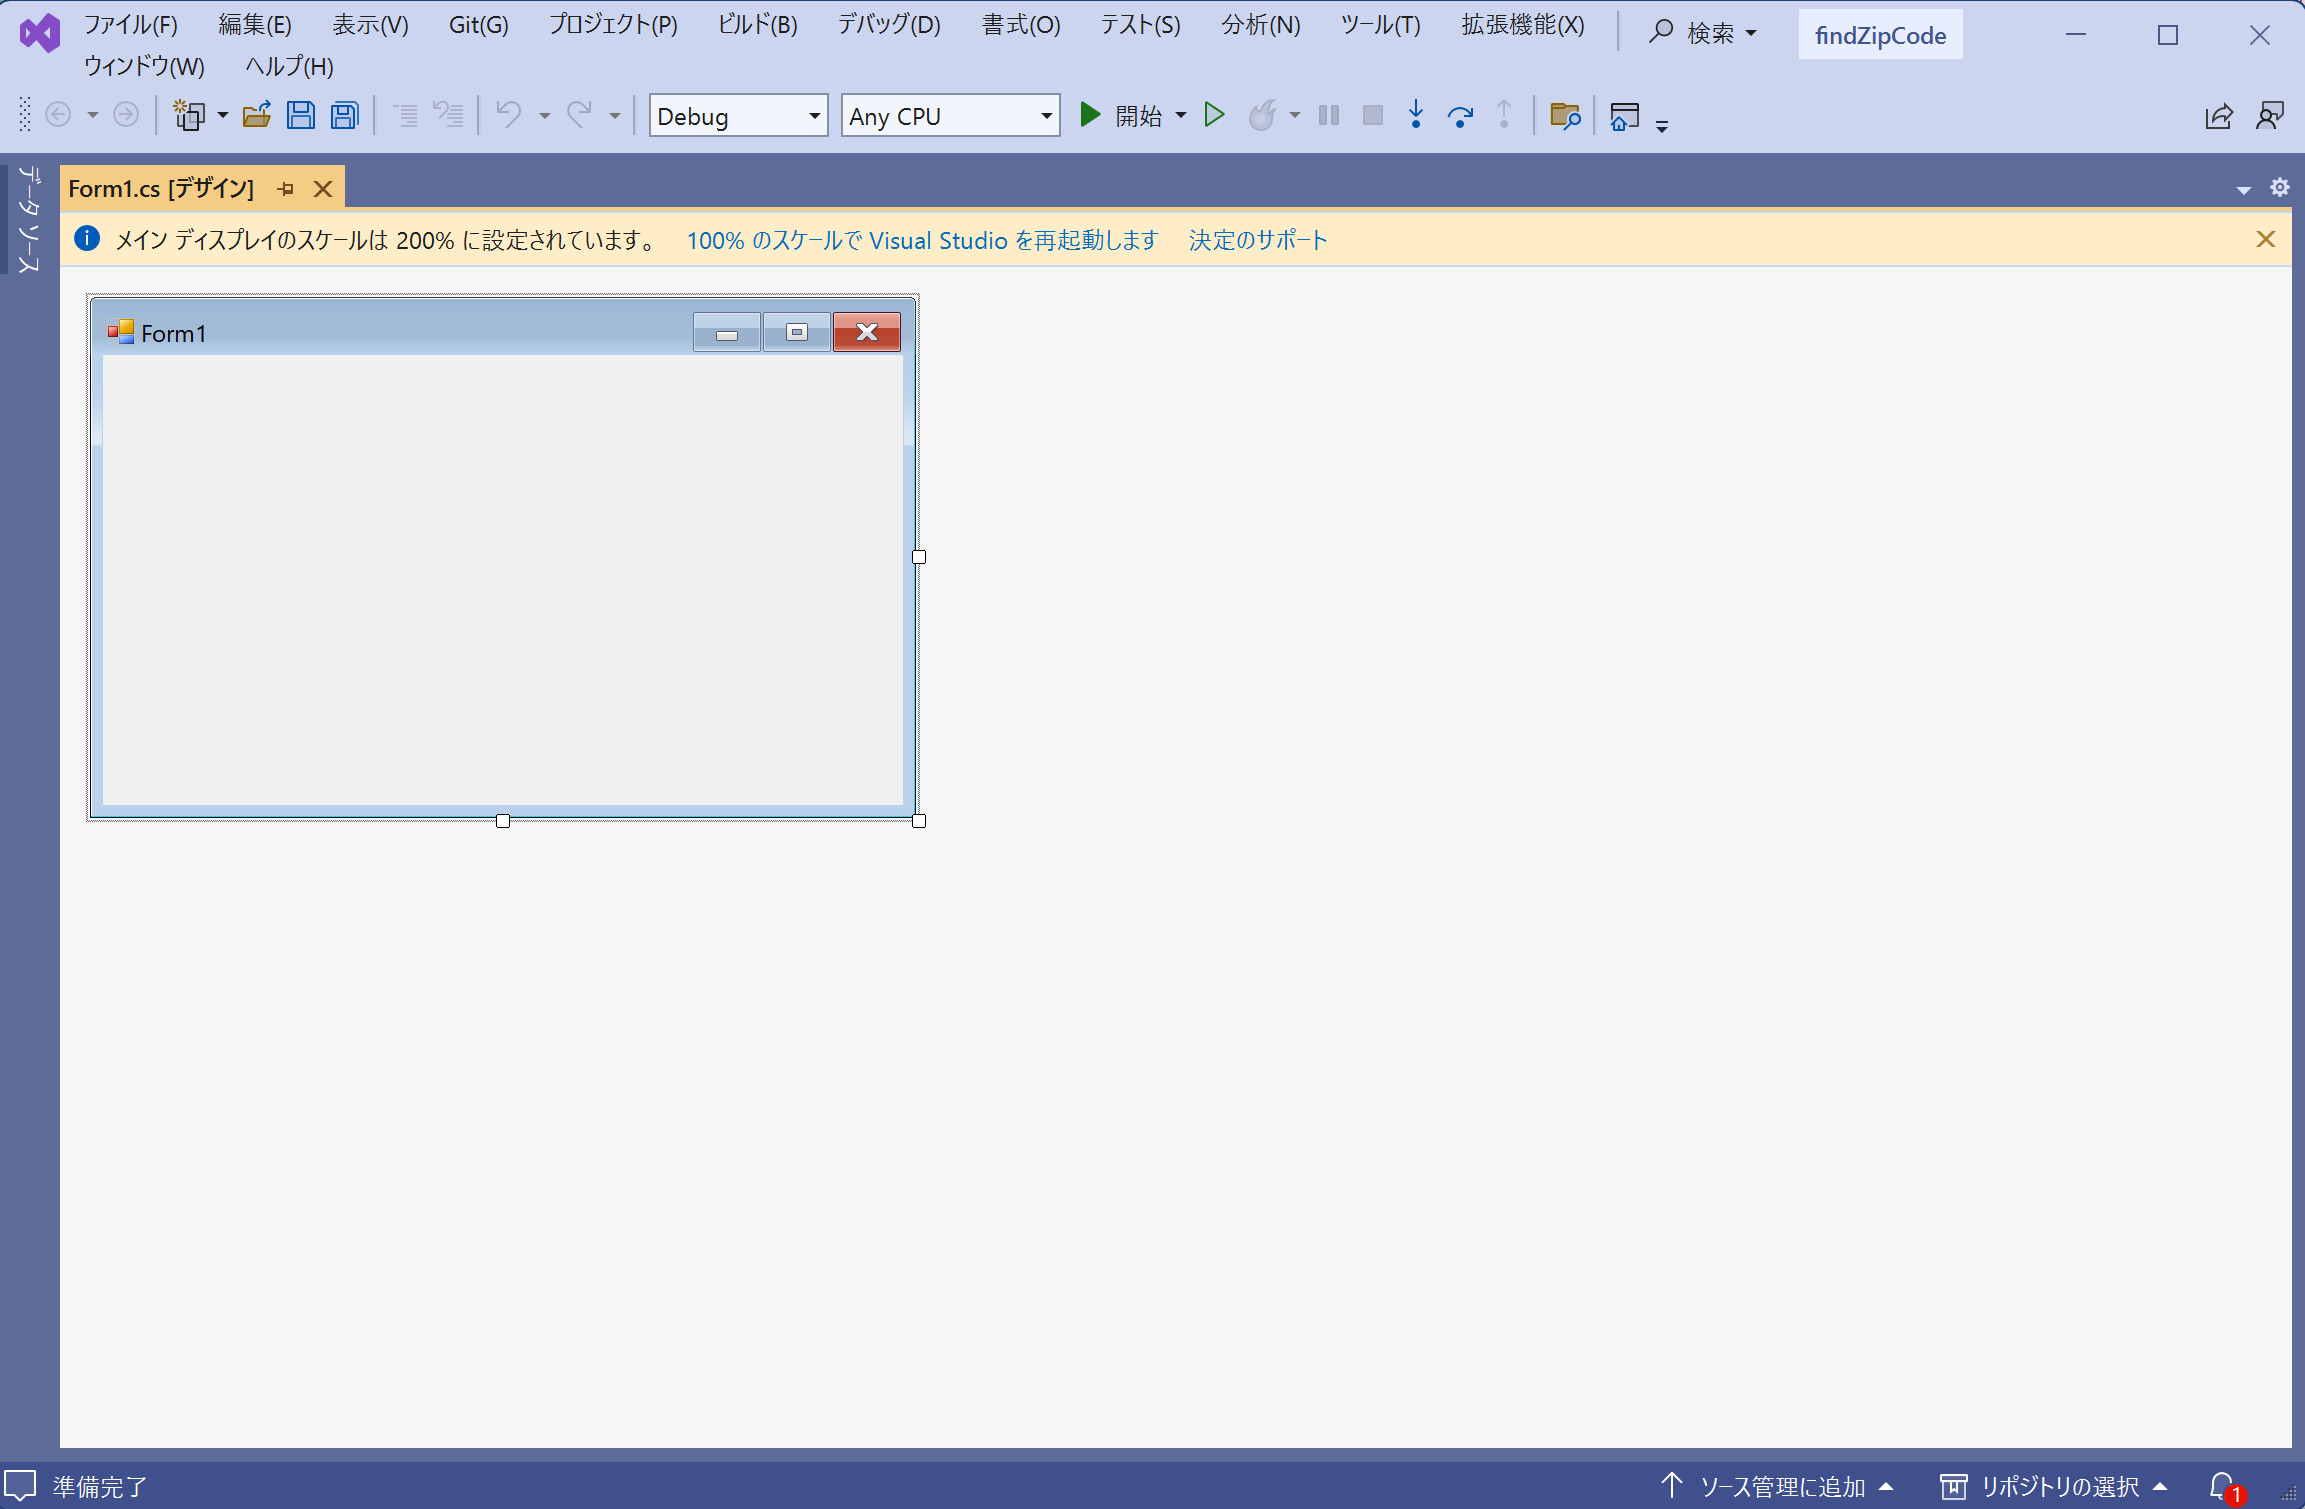 ファイル(F) 編集(E) 表示(V) Git(G) プロジェクト(P) ビルド(B) デバッグ(D) 書式(O) テスト(S) 分析(N) ツール(T) 拡張機能(X) 検索 findZipCode
ウィンドウ(W) ヘルプ(H)
Debug Any CPU 開始
データ ソース
Form1.cs [デザイン]
メイン ディスプレイのスケールは 200% に設定されています。 100% のスケールで Visual Studio を再起動します 決定のサポート
Form1
準備完了 ソース管理に追加 リポジトリの選択 1